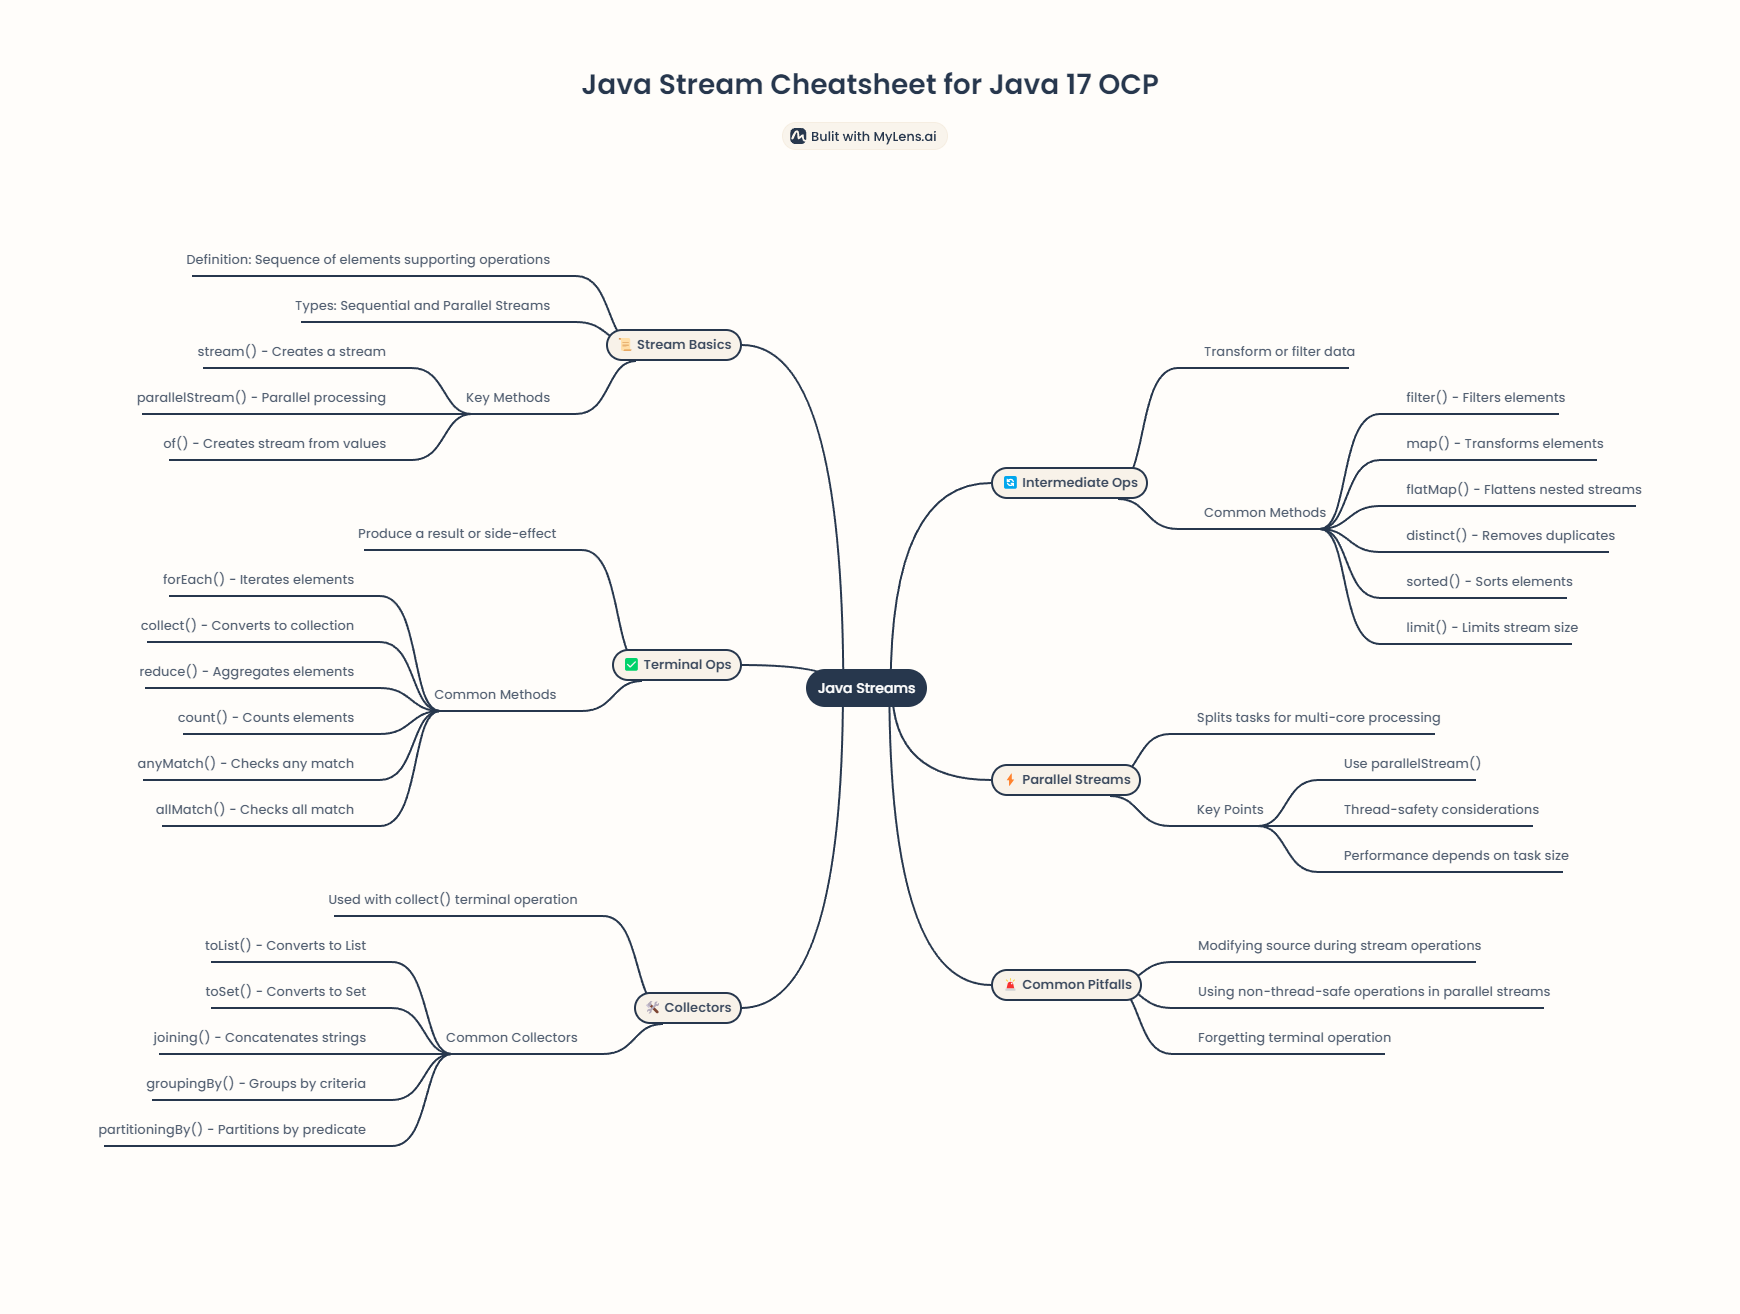 Java Stream Cheatsheet for Java 17 OCP
Bulit with MyLens.ai
Java Streams
Stream Basics
Definition: Sequence of elements supporting operations
Types: Sequential and Parallel Streams
Key Methods
stream() - Creates a stream
parallelStream() - Parallel processing
of() - Creates stream from values
Terminal Ops
Produce a result or side-effect
Common Methods
forEach() - Iterates elements
collect() - Converts to collection
reduce() - Aggregates elements
count() - Counts elements
anyMatch() - Checks any match
allMatch() - Checks all match
Collectors
Used with collect() terminal operation
Common Collectors
toList() - Converts to List
toSet() - Converts to Set
joining() - Concatenates strings
groupingBy() - Groups by criteria
partitioningBy() - Partitions by predicate
Intermediate Ops
Transform or filter data
Common Methods
filter() - Filters elements
map() - Transforms elements
flatMap() - Flattens nested streams
distinct() - Removes duplicates
sorted() - Sorts elements
limit() - Limits stream size
Parallel Streams
Splits tasks for multi-core processing
Key Points
Use parallelStream()
Thread-safety considerations
Performance depends on task size
Common Pitfalls
Modifying source during stream operations
Using non-thread-safe operations in parallel streams
Forgetting terminal operation